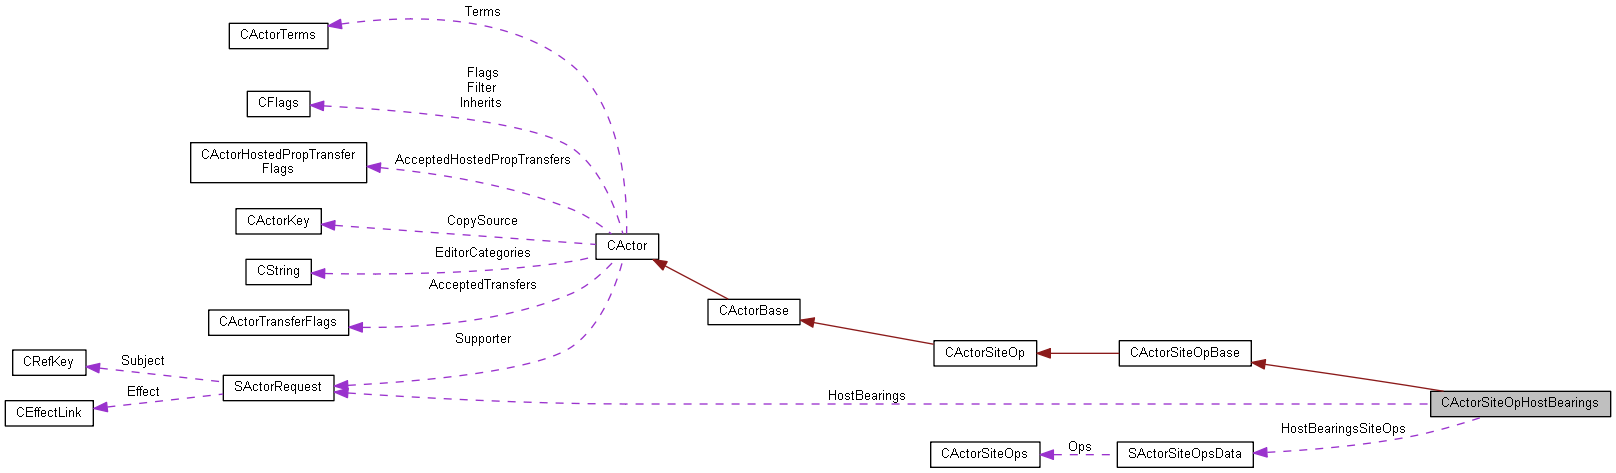 Terms
CActorTerms
Flags
Filter
Inherits
CFlags
CActorHostedPropTransfer
Flags
AcceptedHostedPropTransfers
CActorKey
CopySource
CActor
CString
EditorCategories
AcceptedTransfers
CActorTransferFlags
CActorBase
Supporter
CActorSiteOp
CActorSiteOpBase
CRefKey
Subject
SActorRequest
Effect
CEffectLink
HostBearings
CActorSiteOpHostBearings
HostBearingsSiteOps
CActorSiteOps
Ops
SActorSiteOpsData